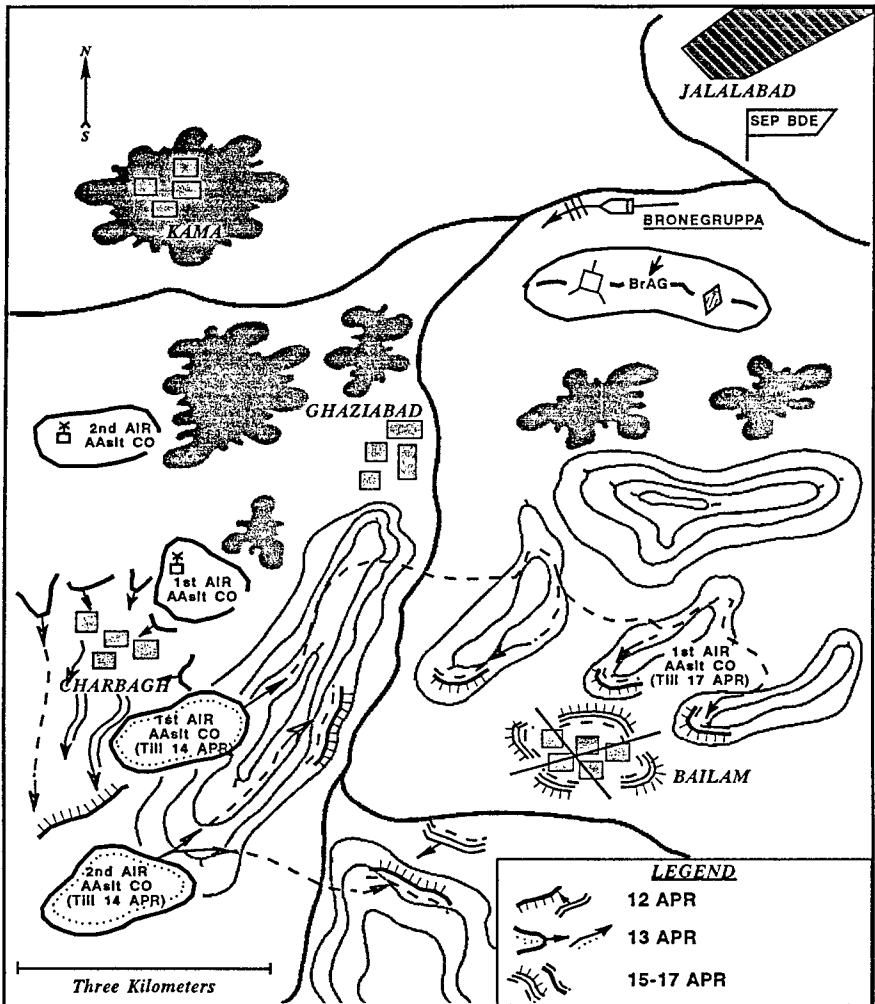 N
S
JALALABAD
SEP BDE
KAMA
BRONEGRUPPA
BrAG
GHAZIABAD
2nd AIR
AAslt CO
1st AIR
AAslt CO
1st AIR
AAslt CO
(Till 17 APR)
CHARBAGH
1st AIR
AAslt CO
(Till 14 APR)
BAILAM
2nd AIR
AAslt CO
(Till 14 APR)
LEGEND
12 APR
13 APR
15-17 APR
Three Kilometers